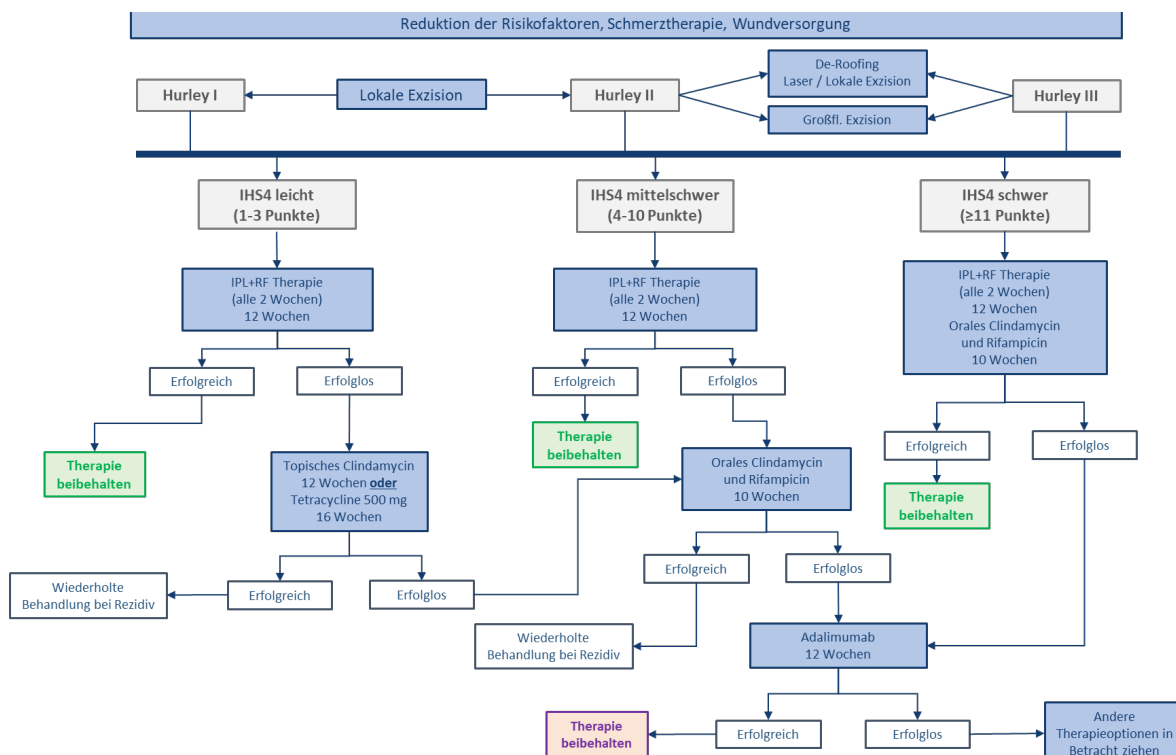 Reduktion der Risikofaktoren, Schmerztherapie, Wundversorgung
Hurley I
Lokale Exzision
Hurley II
De-Roofing
Laser / Lokale Exzision
Großfl. Exzision
Hurley III
IHS4 leicht
(1-3 Punkte)
IHS4 mittelschwer
(4-10 Punkte)
IHS4 schwer
(≥11 Punkte)
IPL+RF Therapie
(alle 2 Wochen)
12 Wochen
IPL+RF Therapie
(alle 2 Wochen)
12 Wochen
IPL+RF Therapie
(alle 2 Wochen)
12 Wochen
Orales Clindamycin
und Rifampicin
10 Wochen
Erfolgreich
Erfolglos
Erfolgreich
Erfolglos
Erfolgreich
Erfolglos
Therapie
beibehalten
Therapie
beibehalten
Therapie
beibehalten
Topisches Clindamycin
12 Wochen oder
Tetracycline 500 mg
16 Wochen
Orales Clindamycin
und Rifampicin
10 Wochen
Wiederholte
Behandlung bei Rezidiv
Erfolgreich
Erfolglos
Erfolgreich
Erfolglos
Wiederholte
Behandlung bei Rezidiv
Adalimumab
12 Wochen
Therapie
beibehalten
Erfolgreich
Erfolglos
Andere
Therapieoptionen in
Betracht ziehen